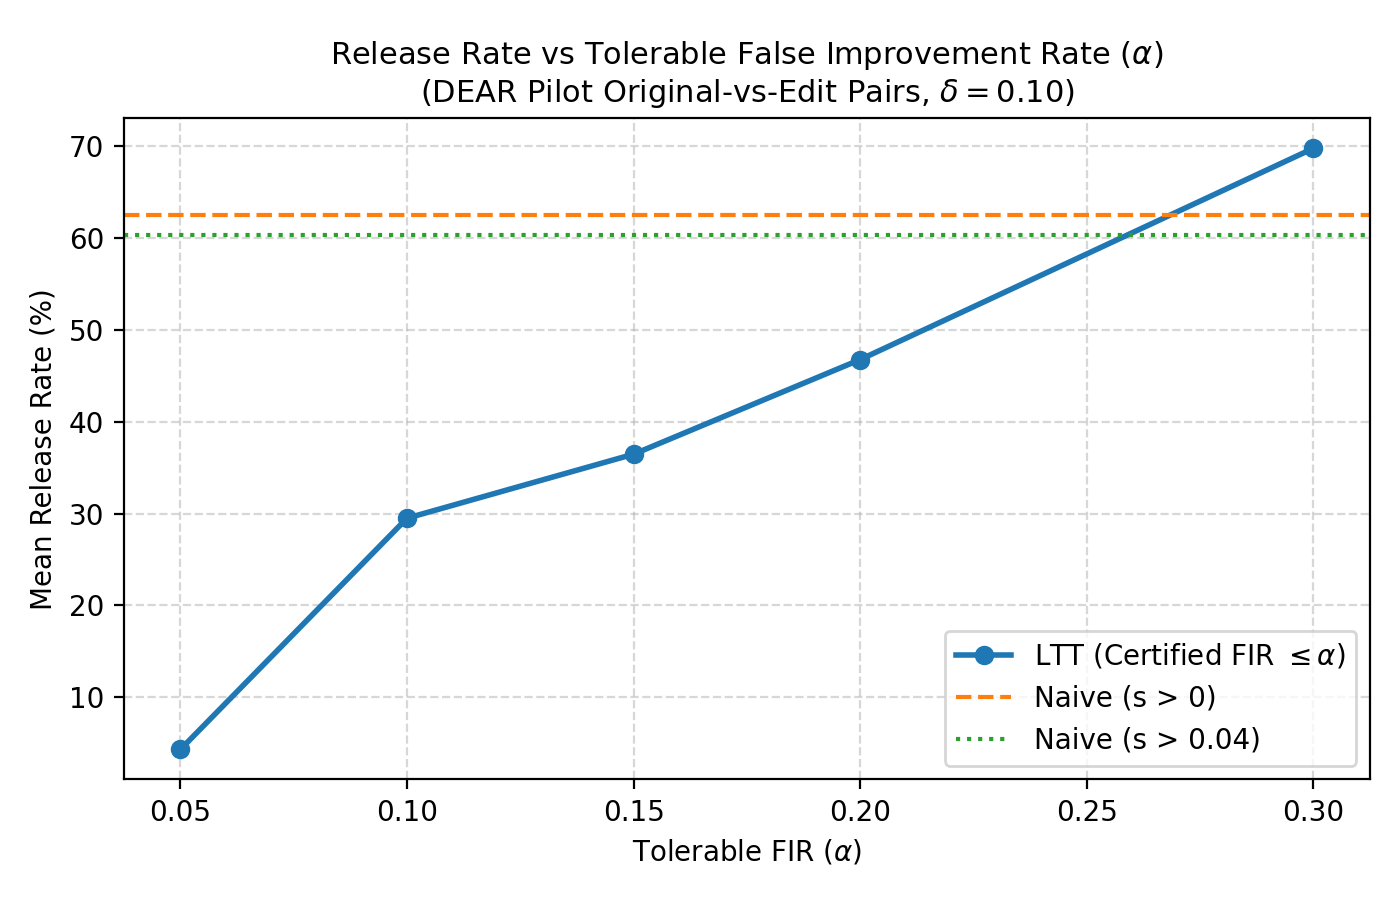 Release Rate vs Tolerable False Improvement Rate (α)
(DEAR Pilot Original-vs-Edit Pairs, δ = 0.10)
Mean Release Rate (%)
70
60
50
40
30
20
10
LTT (Certified FIR ≤ α)
Naive (s > 0)
Naive (s > 0.04)
0.05 0.10 0.15 0.20 0.25 0.30
Tolerable FIR (α)